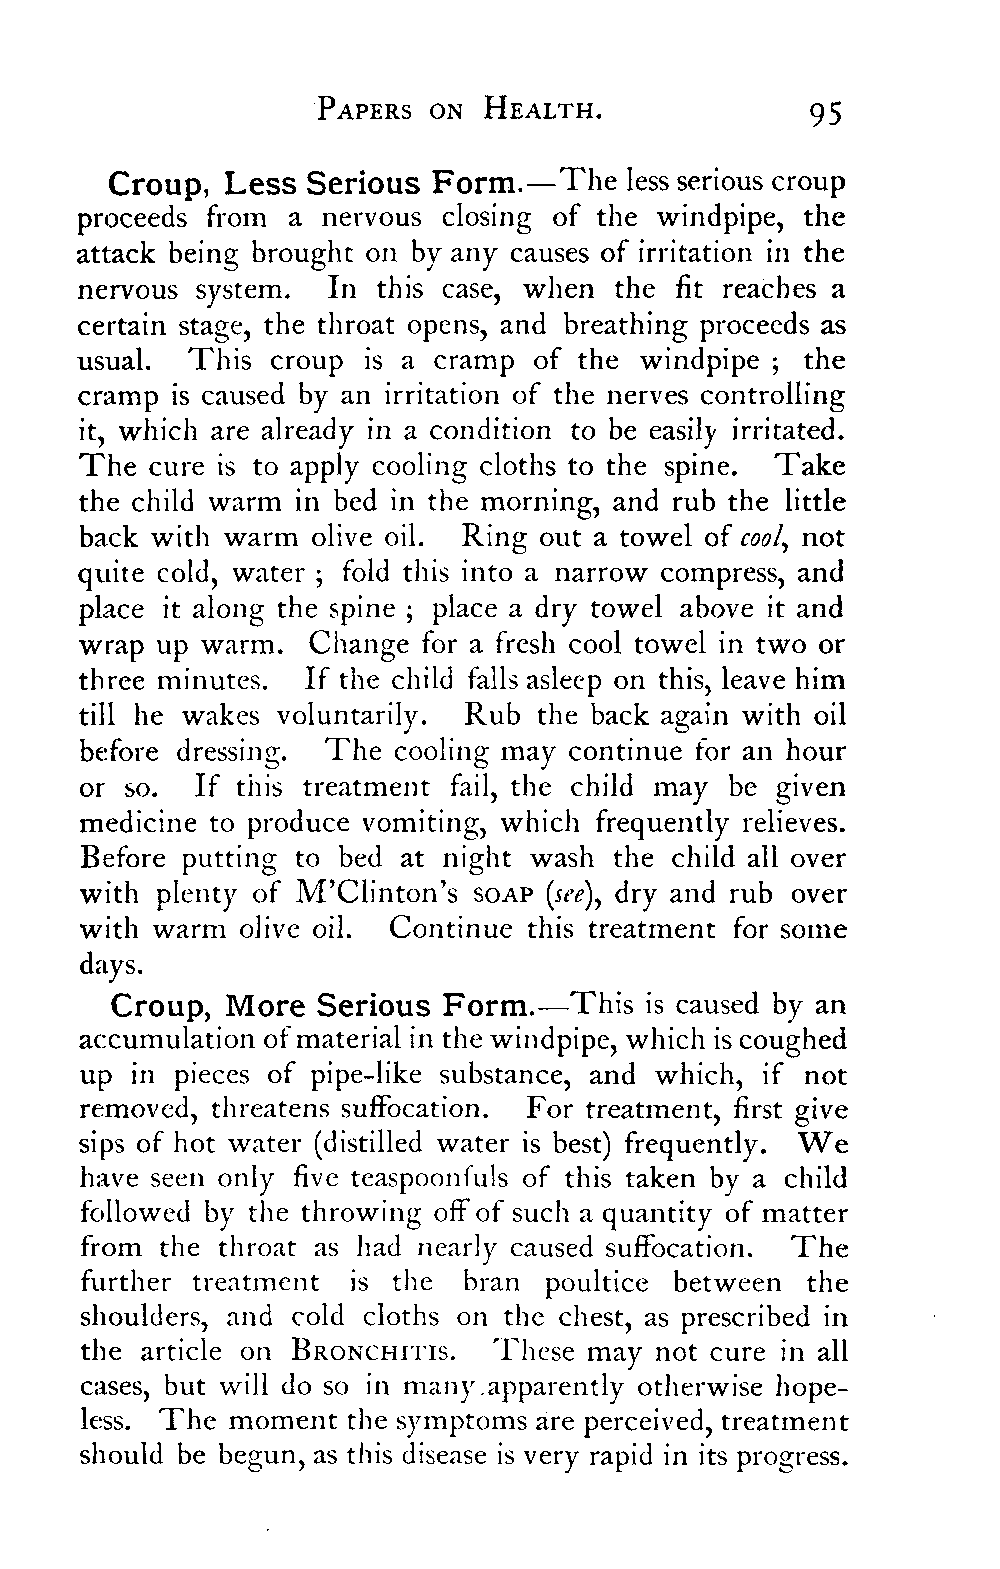 PAPERS ON HEALTH. 95
Croup, Less Serious Form.—The less serious croup
proceeds from a nervous closing of the windpipe, the
attack being brought on by any causes of irritation in the
nervous system. In this case, when the fit reaches a
certain stage, the throat opens, and breathing proceeds as
usual. This croup is a cramp of the windpipe ; the
cramp is caused by an irritation of the nerves controlling
it, which are already in a condition to be easily irritated.
The cure is to apply cooling cloths to the spine. Take
the child warm in bed in the morning, and rub the little
back with warm olive oil. Ring out a towel of cool, not
quite cold, water ; fold this into a narrow compress, and
place it along the spine ; place a dry towel above it and
wrap up warm. Change for a fresh cool towel in two or
three minutes. If the child falls asleep on this, leave him
till he wakes voluntarily. Rub the back again with oil
before dressing. The cooling may continue for an hour
or so. If this treatment fail, the child may be given
medicine to produce vomiting, which frequently relieves.
Before putting to bed at night wash the child all over
with plenty of M'Clinton's SOAP (see), dry and rub over
with warm olive oil. Continue this treatment for some
days.
Croup, More Serious Form.—This is caused by an
accumulation of material in the windpipe, which is coughed
up in pieces of pipe-like substance, and which, if not
removed, threatens suffocation. For treatment, first give
sips of hot water (distilled water is best) frequently. We
have seen only five teaspoonfuls of this taken by a child
followed by the throwing off of such a quantity of matter
from the throat as had nearly caused suffocation. The
further treatment is the bran poultice between the
shoulders, and cold cloths on the chest, as prescribed in
the article on BRONCHITIS. These may not cure in all
cases, but will do so in many apparently otherwise hope-
less. The moment the symptoms are perceived, treatment
should be begun, as this disease is very rapid in its progress.